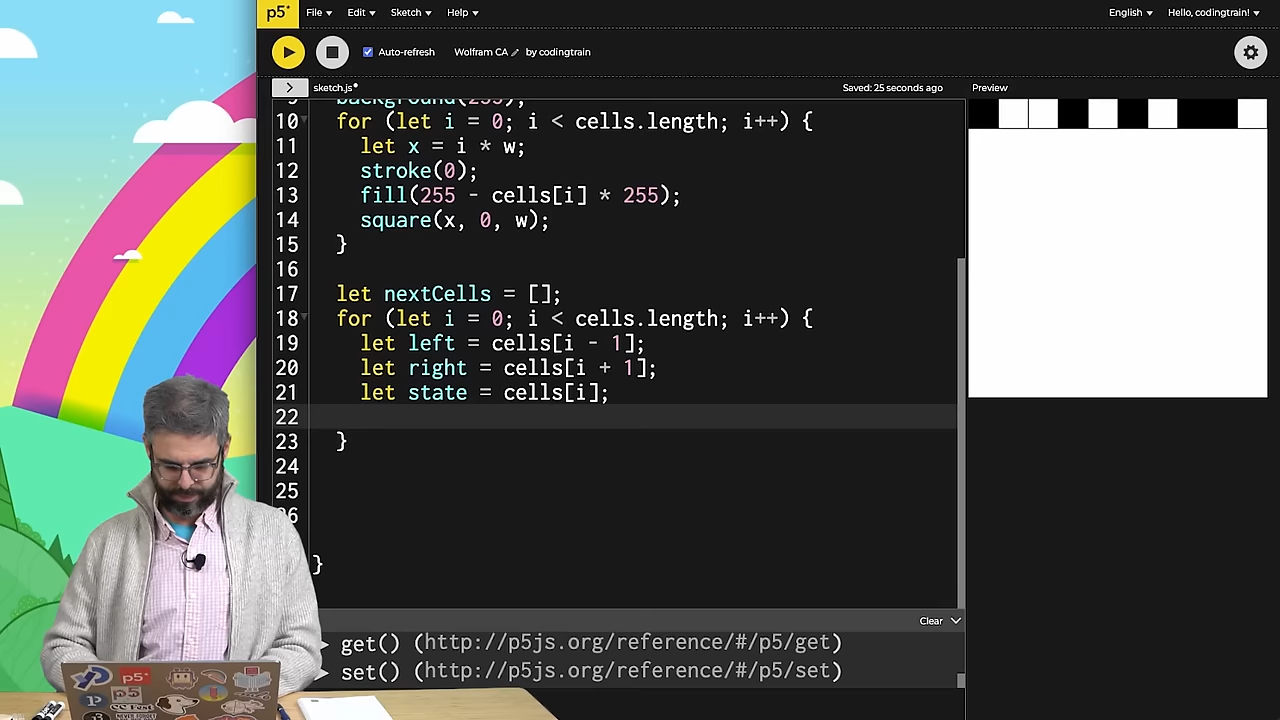 p5* File Edit Sketch Help English Hello, codingtrain!
Auto-refresh Wolfram CA by codingtrain
> sketch.js* Saved: 25 seconds ago Preview
9 background(255);
10 for (let i = 0; i < cells.length; i++) {
11 let x = i * w;
12 stroke(0);
13 fill(255 - cells[i] * 255);
14 square(x, 0, w);
15 }
16
17 let nextCells = [];
18 for (let i = 0; i < cells.length; i++) {
19 let left = cells[i - 1];
20 let right = cells[i + 1];
21 let state = cells[i];
22
23 }
24
25
26
}
Clear
get() (http://p5js.org/reference/#/p5/get)
set() (http://p5js.org/reference/#/p5/set)
p5*
p5